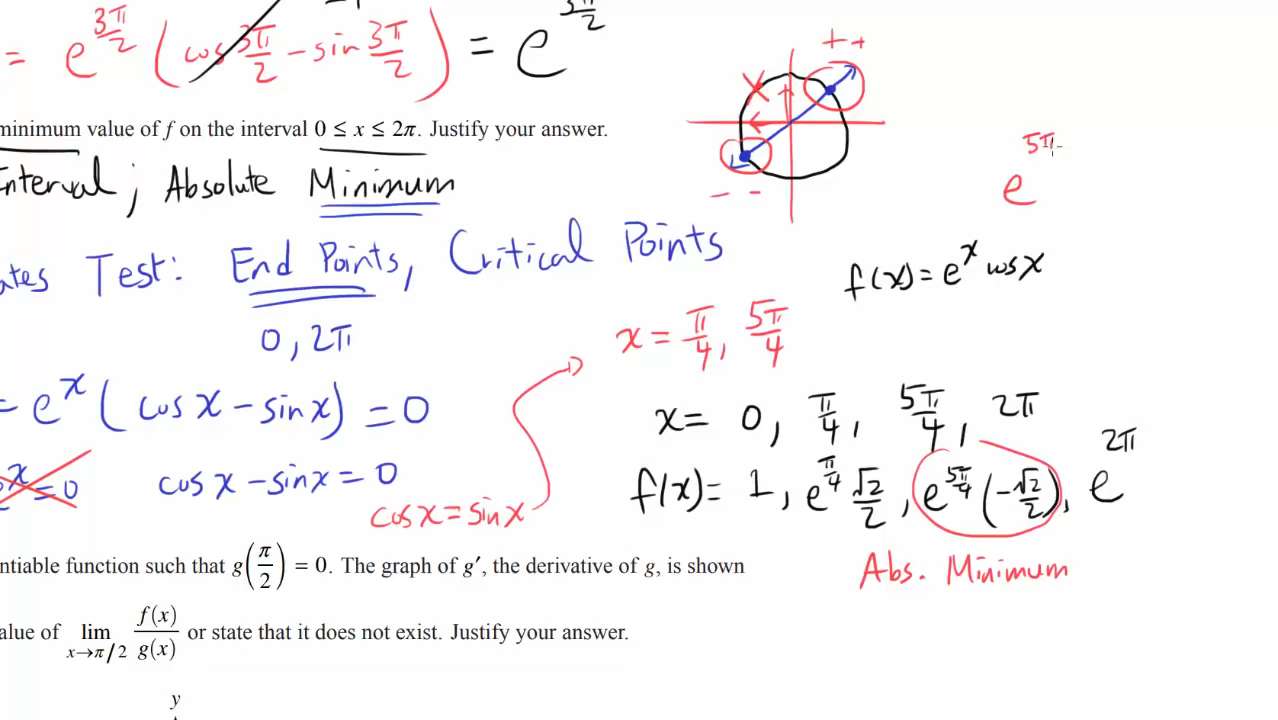 = e^{3π/2} (cos 3π/2 − sin 3π/2) = e^{3π/2}
+ +
− −
minimum value of f on the interval 0 ≤ x ≤ 2π. Justify your answer.
Interval; Absolute Minimum
e^{5π
ates Test: End Points, Critical Points
f(x) = e^x cos x
0, 2π
x = π/4, 5π/4
= e^x (cos x − sin x) = 0
x = 0, π/4, 5π/4, 2π
x = 0
cos x − sin x = 0
f(x) = 1, e^{π/4} √2/2, e^{5π/4} (−√2/2), e^{2π}
cos x = sin x
Abs. Minimum
ntiable function such that g(π/2) = 0. The graph of g′, the derivative of g, is shown
alue of lim x→π/2 f(x)/g(x) or state that it does not exist. Justify your answer.
y